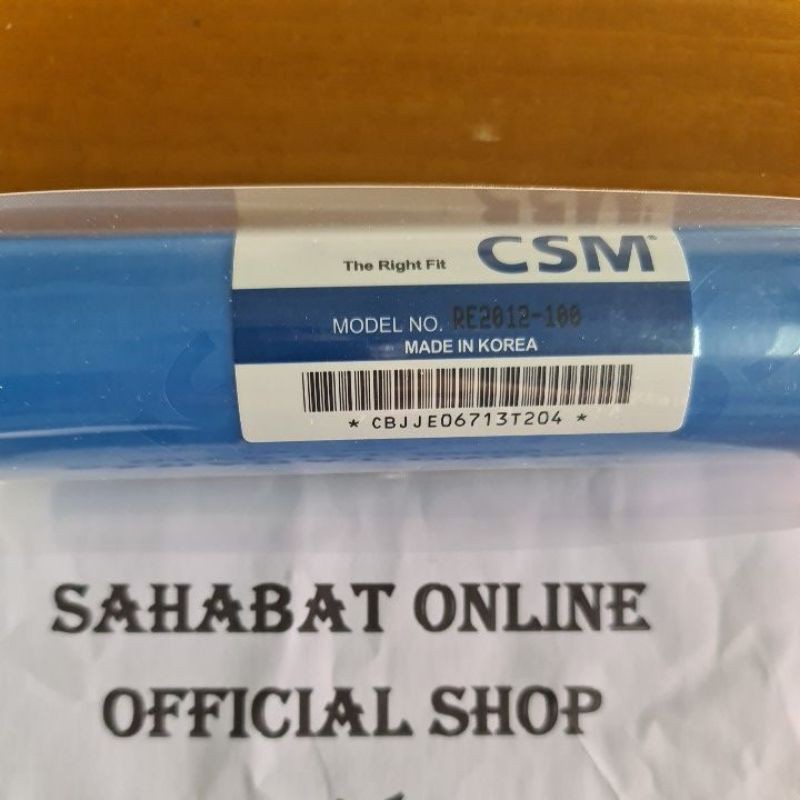 The Right Fit CSM®
MODEL NO. RE2012-100
MADE IN KOREA
* CBJJE06713T204 *
SAHABAT ONLINE
OFFICIAL SHOP